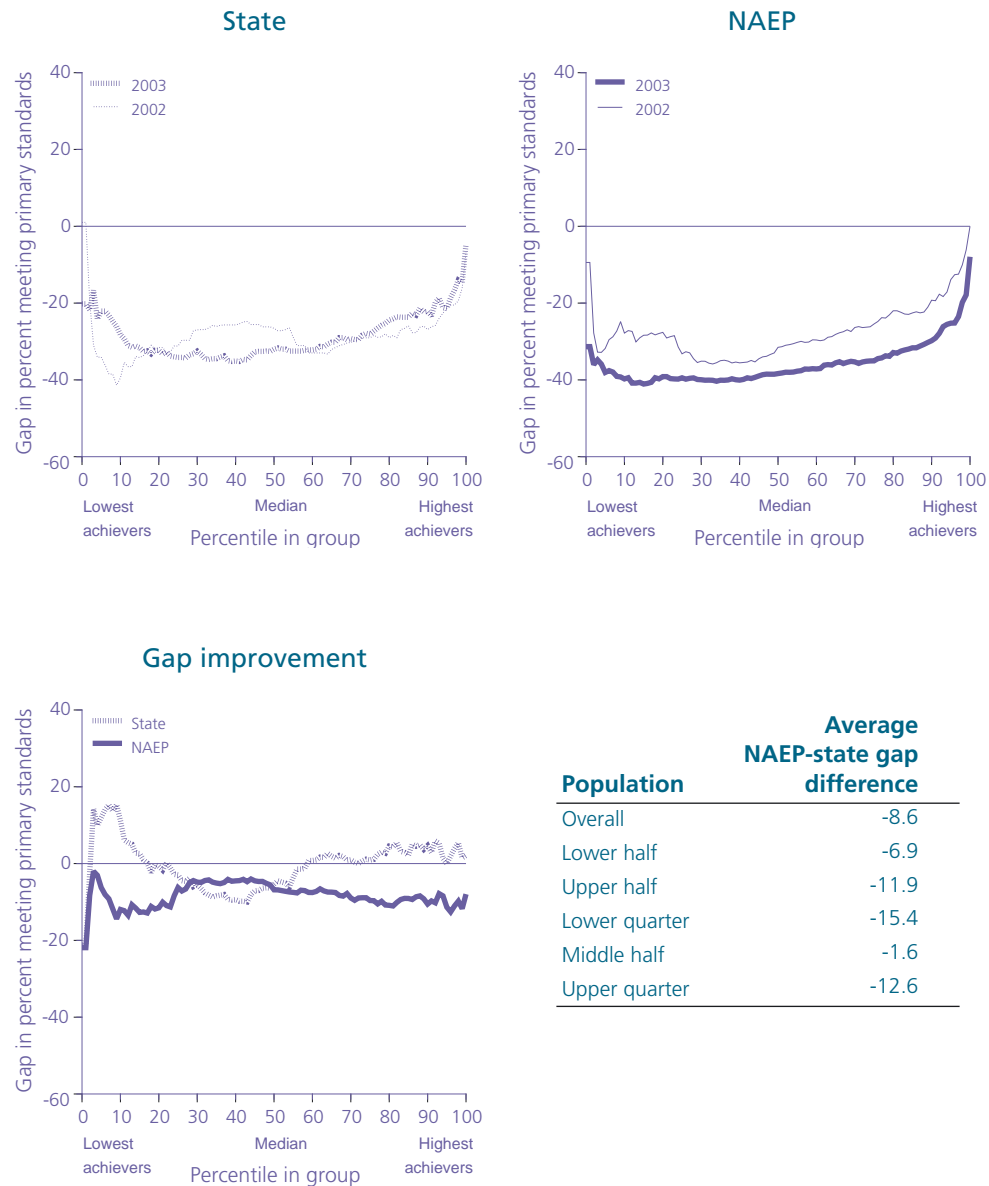 State
Gap in percent meeting primary standards
40
20
0
-20
-40
-60
2003
2002
0 10 20 30 40 50 60 70 80 90 100
Lowest achievers
Median
Highest achievers
Percentile in group
NAEP
Gap in percent meeting primary standards
40
20
0
-20
-40
-60
2003
2002
0 10 20 30 40 50 60 70 80 90 100
Lowest achievers
Median
Highest achievers
Percentile in group
Gap improvement
Gap in percent meeting primary standards
40
20
0
-20
-40
-60
State
NAEP
0 10 20 30 40 50 60 70 80 90 100
Lowest achievers
Median
Highest achievers
Percentile in group
Average
NAEP-state gap
Population difference
Overall -8.6
Lower half -6.9
Upper half -11.9
Lower quarter -15.4
Middle half -1.6
Upper quarter -12.6